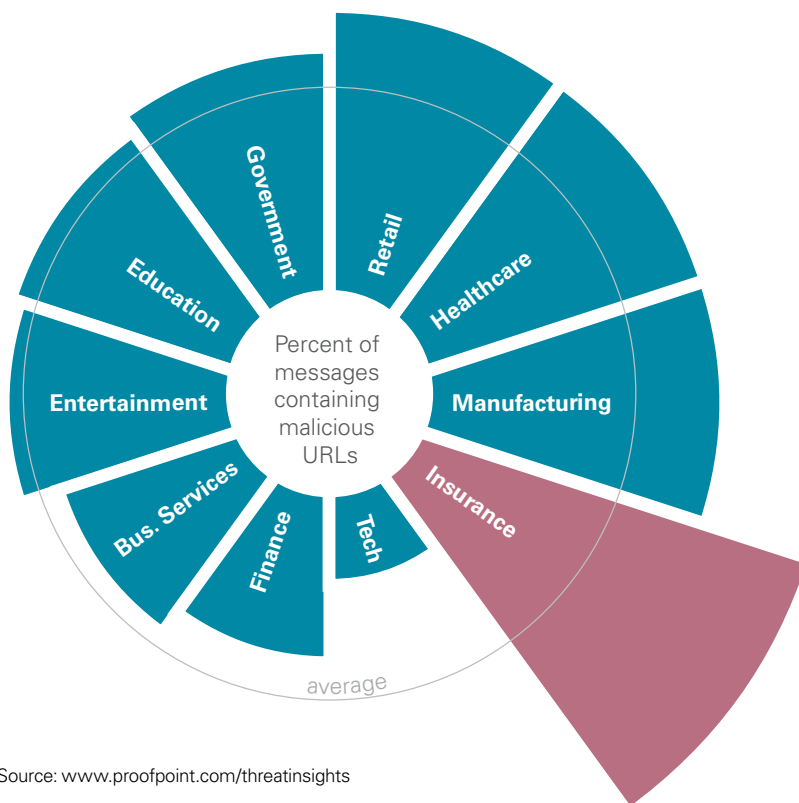 Government
Retail
Education
Healthcare
Percent of
messages
containing
malicious
URLs
Entertainment
Manufacturing
Bus. Services
Insurance
Finance
Tech
average
Source: www.proofpoint.com/threatinsights